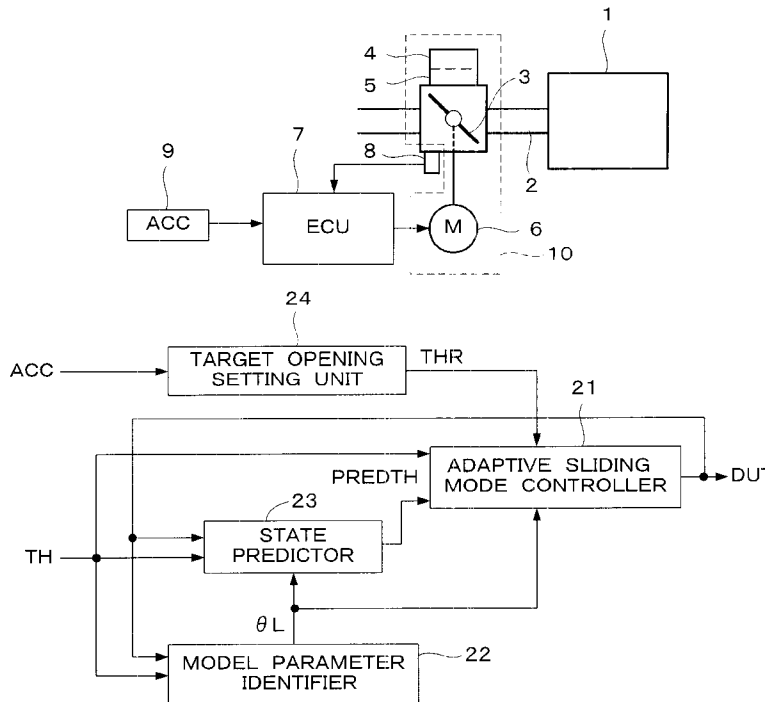 1
4
5
3
7
8
9
2
ACC
ECU
M
6
10
24
ACC
TARGET OPENING
SETTING UNIT
THR
21
PREDTH
ADAPTIVE SLIDING
MODE CONTROLLER
DUT
23
STATE
PREDICTOR
TH
θL
22
MODEL PARAMETER
IDENTIFIER